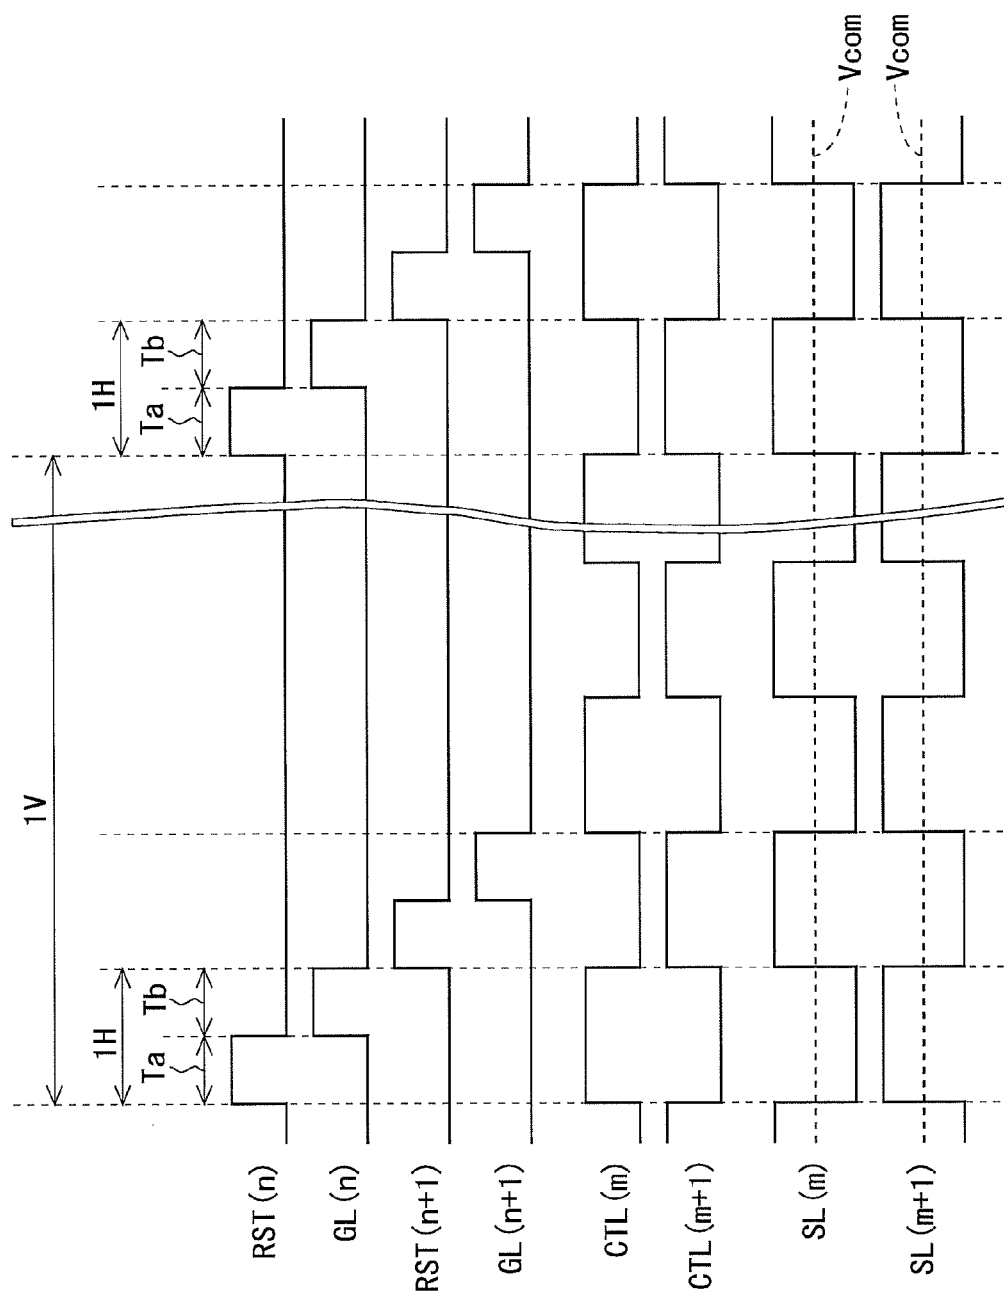 1V
1H
Ta
Tb
1H
Ta
Tb
RST(n)
GL(n)
RST(n+1)
GL(n+1)
CTL(m)
CTL(m+1)
SL(m)
Vcom
SL(m+1)
Vcom